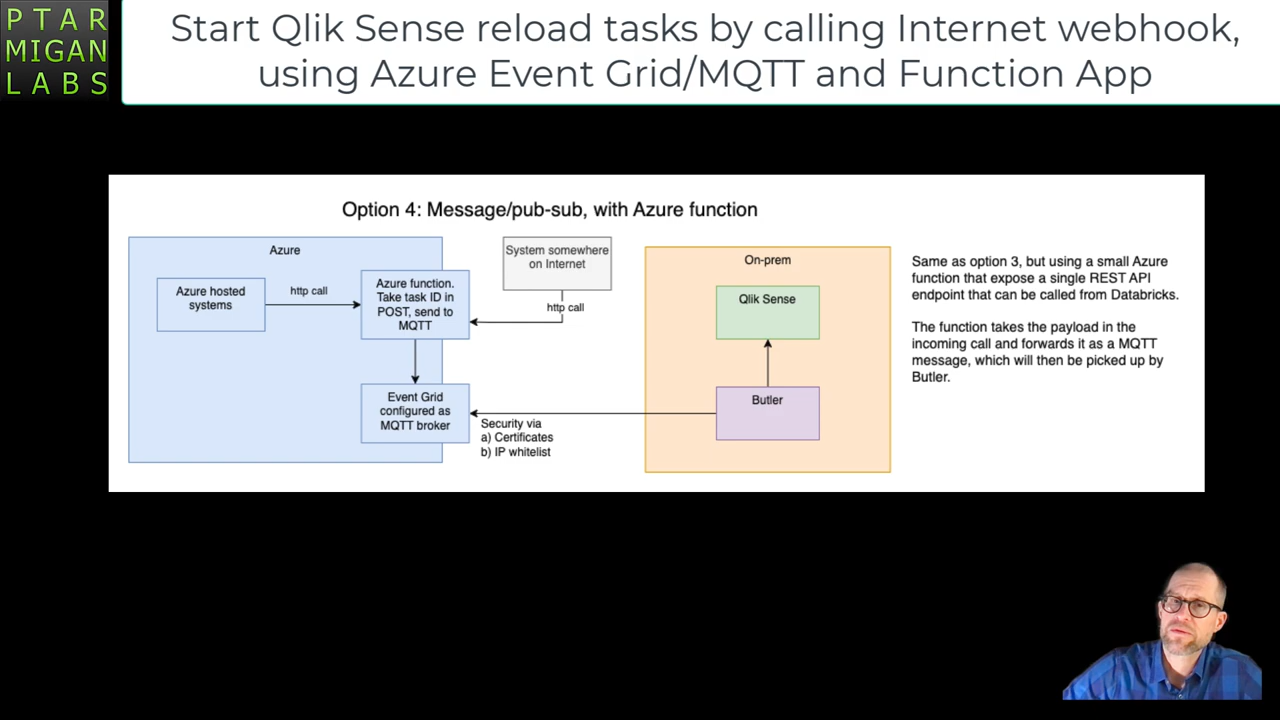 PTAR
MIGAN
LABS
Start Qlik Sense reload tasks by calling Internet webhook,
using Azure Event Grid/MQTT and Function App
Option 4: Message/pub-sub, with Azure function
Azure
Azure hosted
systems
http call
Azure function.
Take task ID in
POST, send to
MQTT
System somewhere
on Internet
http call
Event Grid
configured as
MQTT broker
Security via
a) Certificates
b) IP whitelist
On-prem
Qlik Sense
Butler
Same as option 3, but using a small Azure
function that expose a single REST API
endpoint that can be called from Databricks.
The function takes the payload in the
incoming call and forwards it as a MQTT
message, which will then be picked up by
Butler.